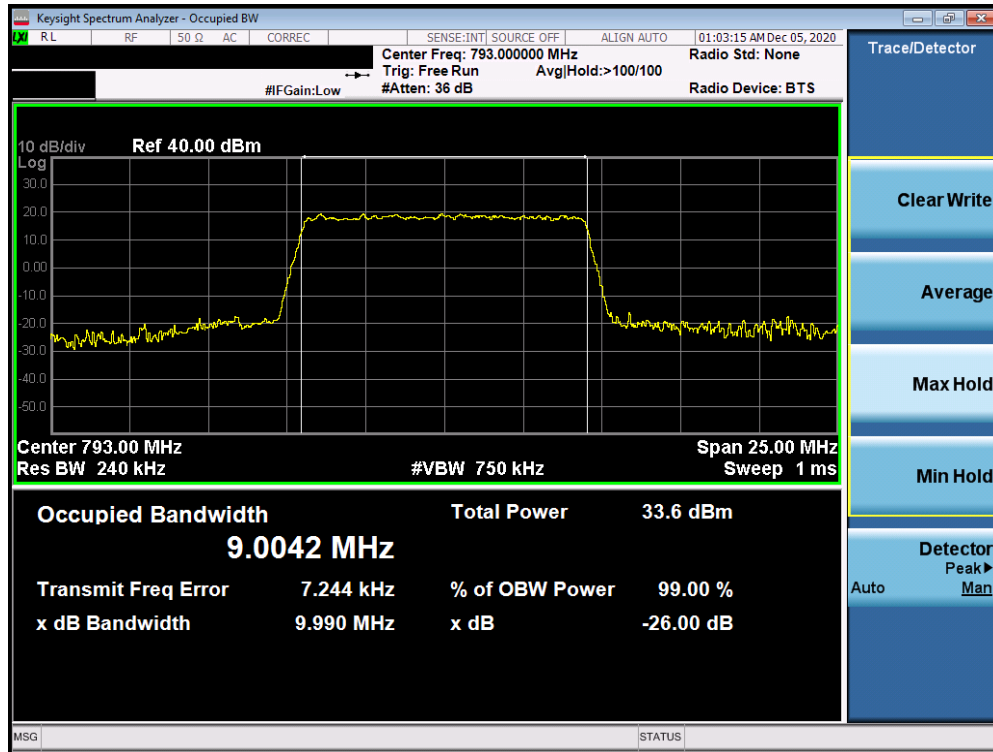 Keysight Spectrum Analyzer - Occupied BW
LXI RL RF 50 Ω AC CORREC SENSE:INT SOURCE OFF ALIGN AUTO 01:03:15 AM Dec 05, 2020
Center Freq: 793.000000 MHz Radio Std: None
Trig: Free Run Avg|Hold:>100/100
#IFGain:Low #Atten: 36 dB Radio Device: BTS
10 dB/div Ref 40.00 dBm
Log
30.0
20.0
10.0
0.00
-10.0
-20.0
-30.0
-40.0
-50.0
Center 793.00 MHz Span 25.00 MHz
Res BW 240 kHz #VBW 750 kHz Sweep 1 ms
Occupied Bandwidth Total Power 33.6 dBm
9.0042 MHz
Transmit Freq Error 7.244 kHz % of OBW Power 99.00 %
x dB Bandwidth 9.990 MHz x dB -26.00 dB
MSG STATUS
Trace/Detector
Clear Write
Average
Max Hold
Min Hold
Detector
Peak▶
Auto Man